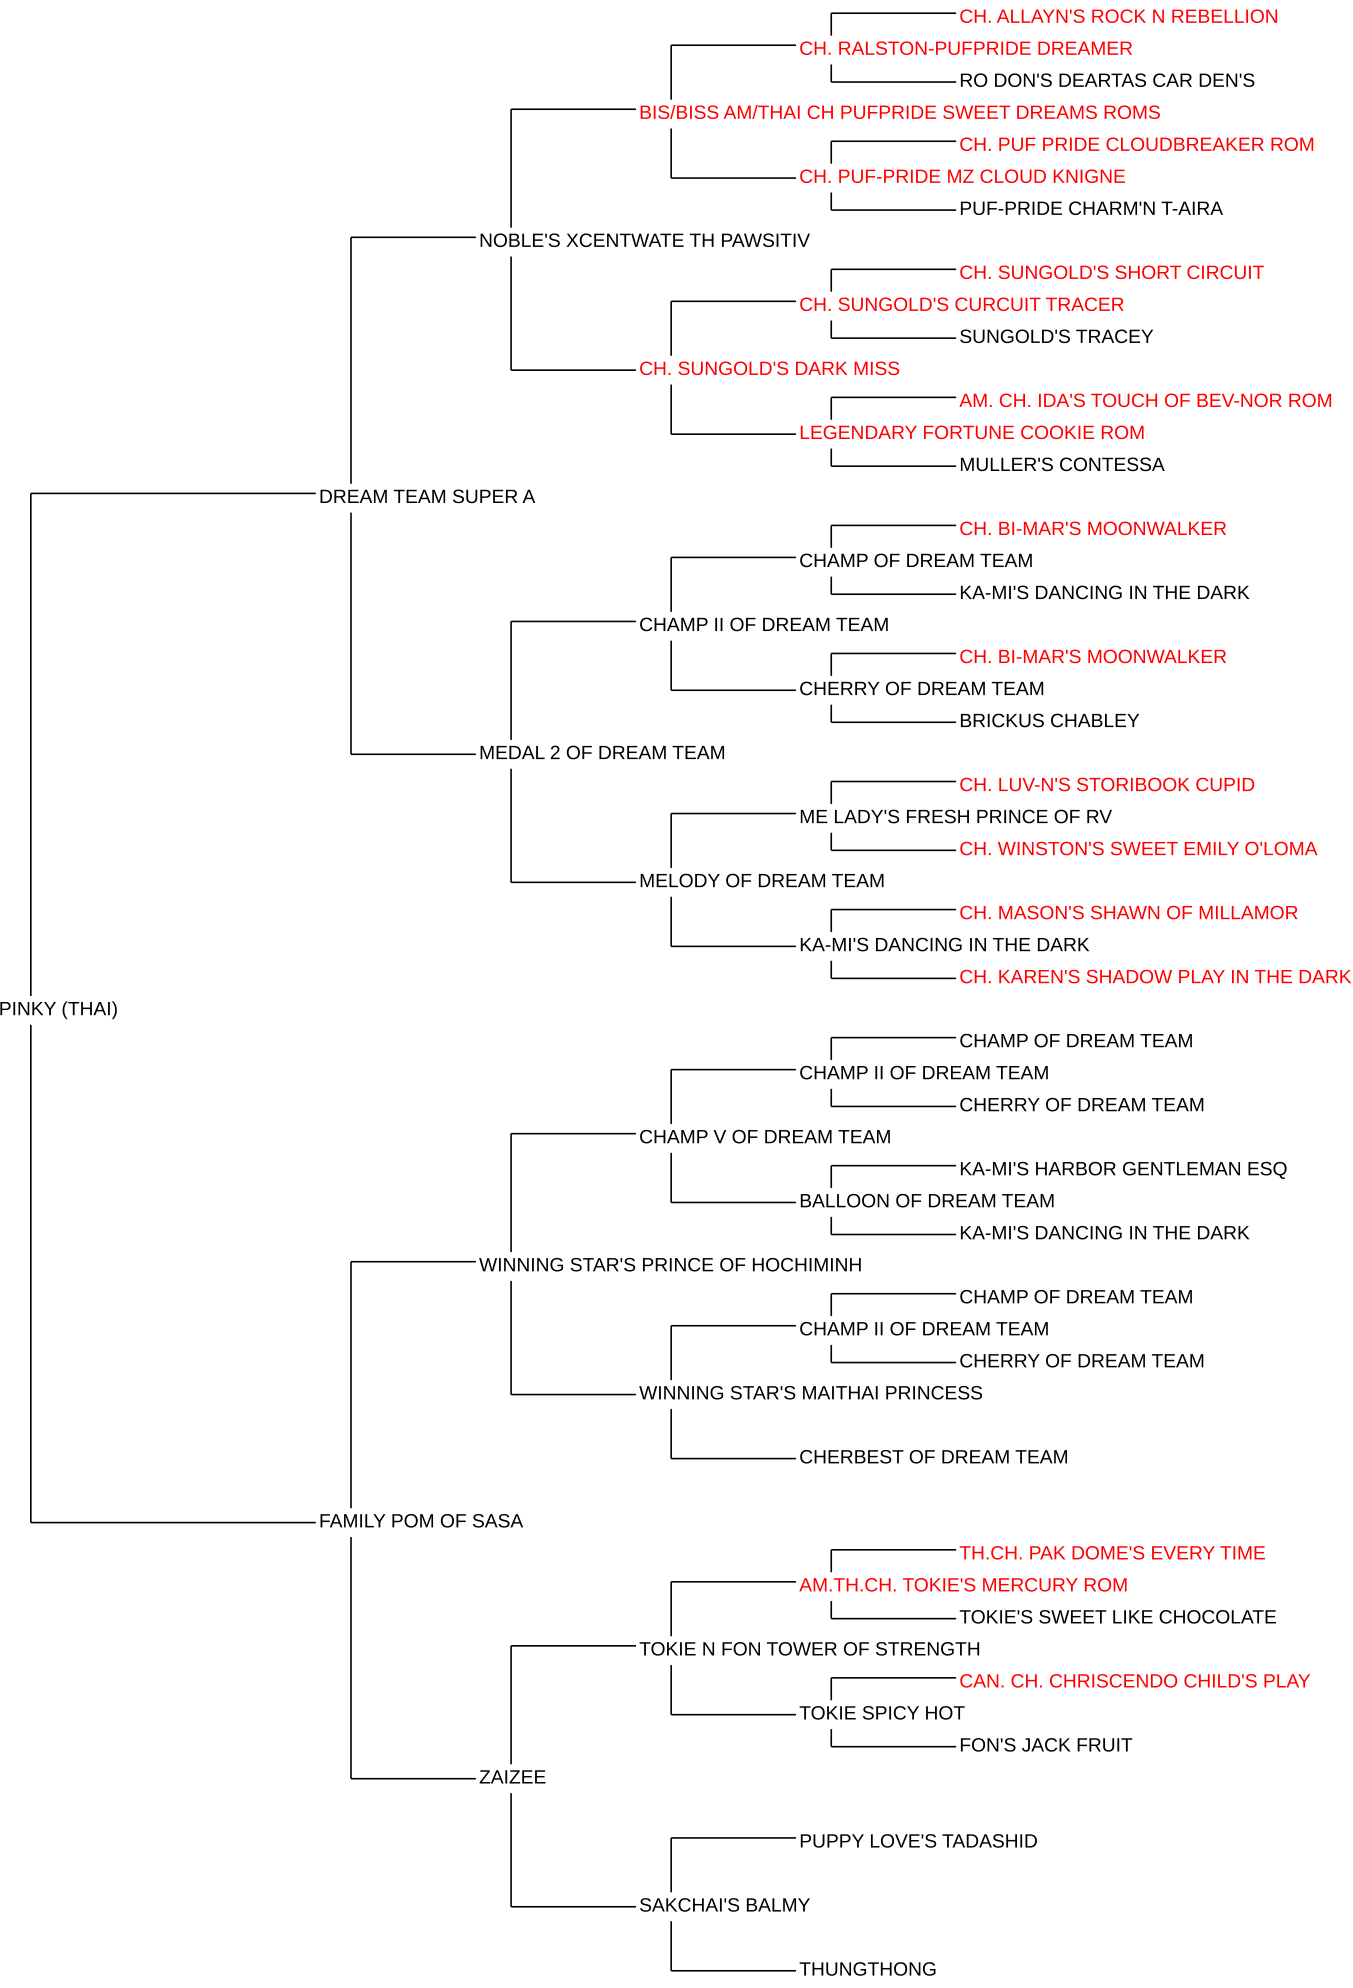 CH. ALLAYN'S ROCK N REBELLION
CH. RALSTON-PUFPRIDE DREAMER
RO DON'S DEARTAS CAR DEN'S
BIS/BISS AM/THAI CH PUFPRIDE SWEET DREAMS ROMS
CH. PUF PRIDE CLOUDBREAKER ROM
CH. PUF-PRIDE MZ CLOUD KNIGNE
PUF-PRIDE CHARM'N T-AIRA
NOBLE'S XCENTWATE TH PAWSITIV
CH. SUNGOLD'S SHORT CIRCUIT
CH. SUNGOLD'S CURCUIT TRACER
SUNGOLD'S TRACEY
CH. SUNGOLD'S DARK MISS
AM. CH. IDA'S TOUCH OF BEV-NOR ROM
LEGENDARY FORTUNE COOKIE ROM
MULLER'S CONTESSA
DREAM TEAM SUPER A
CH. BI-MAR'S MOONWALKER
CHAMP OF DREAM TEAM
KA-MI'S DANCING IN THE DARK
CHAMP II OF DREAM TEAM
CH. BI-MAR'S MOONWALKER
CHERRY OF DREAM TEAM
BRICKUS CHABLEY
MEDAL 2 OF DREAM TEAM
CH. LUV-N'S STORIBOOK CUPID
ME LADY'S FRESH PRINCE OF RV
CH. WINSTON'S SWEET EMILY O'LOMA
MELODY OF DREAM TEAM
CH. MASON'S SHAWN OF MILLAMOR
KA-MI'S DANCING IN THE DARK
CH. KAREN'S SHADOW PLAY IN THE DARK
PINKY (THAI)
CHAMP OF DREAM TEAM
CHAMP II OF DREAM TEAM
CHERRY OF DREAM TEAM
CHAMP V OF DREAM TEAM
KA-MI'S HARBOR GENTLEMAN ESQ
BALLOON OF DREAM TEAM
KA-MI'S DANCING IN THE DARK
WINNING STAR'S PRINCE OF HOCHIMINH
CHAMP OF DREAM TEAM
CHAMP II OF DREAM TEAM
CHERRY OF DREAM TEAM
WINNING STAR'S MAITHAI PRINCESS
CHERBEST OF DREAM TEAM
FAMILY POM OF SASA
TH.CH. PAK DOME'S EVERY TIME
AM.TH.CH. TOKIE'S MERCURY ROM
TOKIE'S SWEET LIKE CHOCOLATE
TOKIE N FON TOWER OF STRENGTH
CAN. CH. CHRISCENDO CHILD'S PLAY
TOKIE SPICY HOT
FON'S JACK FRUIT
ZAIZEE
PUPPY LOVE'S TADASHID
SAKCHAI'S BALMY
THUNGTHONG